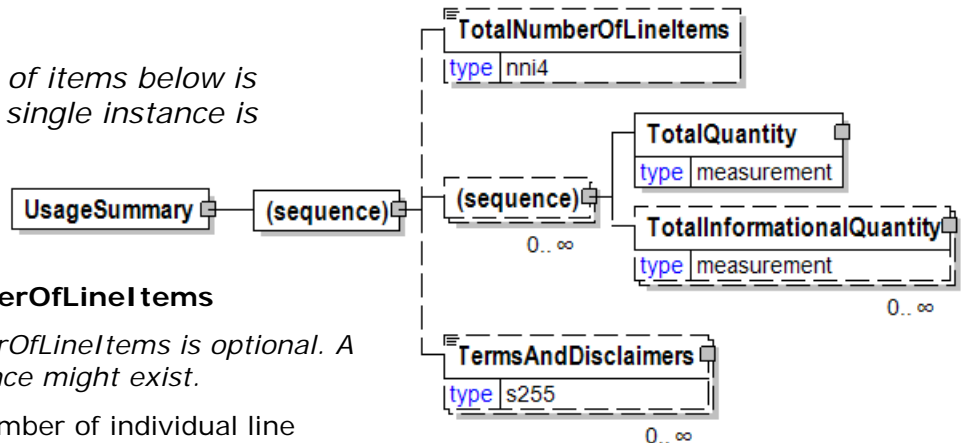 of items below is
single instance is
erOfLineItems
rOfLineItems is optional. A
nce might exist.
mber of individual line
UsageSummary
(sequence)
TotalNumberOfLineItems
type nni4
(sequence)
0.. ∞
TotalQuantity
type measurement
TotalInformationalQuantity
type measurement
0.. ∞
TermsAndDisclaimers
type s255
0.. ∞